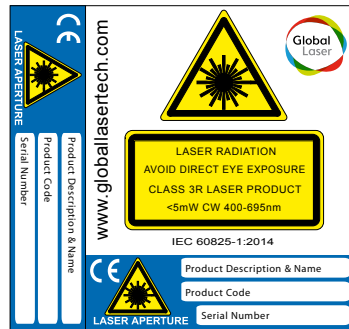 CE
LASER APERTURE
Product Description & Name
Product Code
Serial Number
www.globallasertech.com
Global
Laser
LASER RADIATION
AVOID DIRECT EYE EXPOSURE
CLASS 3R LASER PRODUCT
<5mW CW 400-695nm
IEC 60825-1:2014
CE
LASER APERTURE
Product Description & Name
Product Code
Serial Number